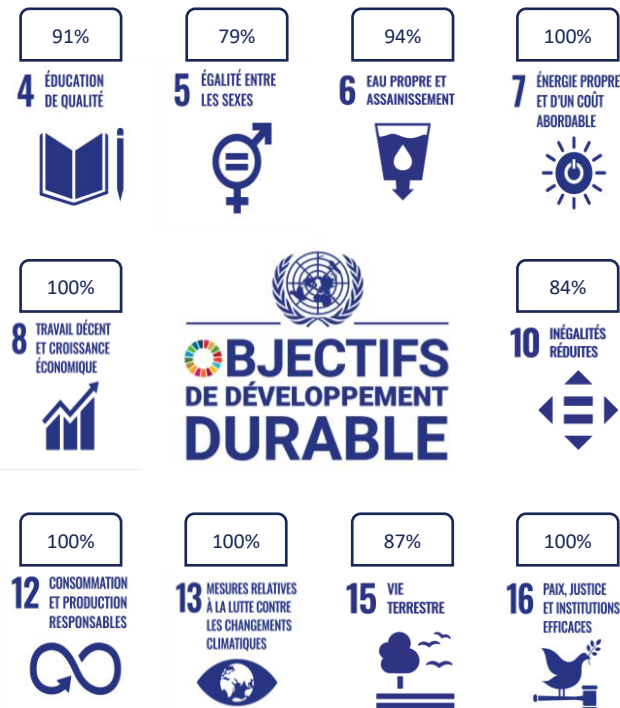 91%
4 ÉDUCATION
DE QUALITÉ
79%
5 ÉGALITÉ ENTRE
LES SEXES
94%
6 EAU PROPRE ET
ASSAINISSEMENT
100%
7 ÉNERGIE PROPRE
ET D'UN COÛT
ABORDABLE
100%
8 TRAVAIL DÉCENT
ET CROISSANCE
ÉCONOMIQUE
OBJECTIFS
DE DÉVELOPPEMENT
DURABLE
84%
10 INÉGALITÉS
RÉDUITES
100%
12 CONSOMMATION
ET PRODUCTION
RESPONSABLES
100%
13 MESURES RELATIVES
À LA LUTTE CONTRE
LES CHANGEMENTS
CLIMATIQUES
87%
15 VIE
TERRESTRE
100%
16 PAIX, JUSTICE
ET INSTITUTIONS
EFFICACES